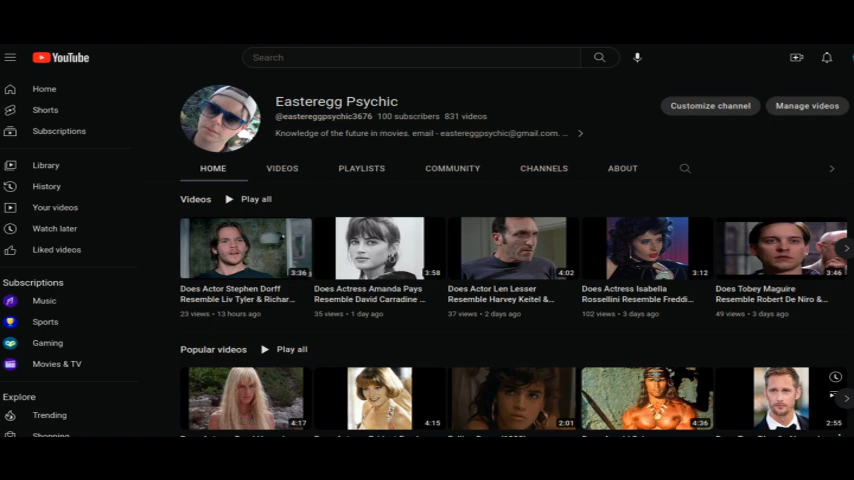 YouTube
Search
Home
Shorts
Subscriptions
Library
History
Your videos
Watch later
Liked videos
Subscriptions
Music
Sports
Gaming
Movies & TV
Explore
Trending
Shopping
Easteregg Psychic
@eastereggpsychic3676 100 subscribers 831 videos
Knowledge of the future in movies. email - eastereggpsychic@gmail.com. ...
Customize channel
Manage videos
HOME VIDEOS PLAYLISTS COMMUNITY CHANNELS ABOUT
Videos Play all
3:36
Does Actor Stephen Dorff
Resemble Liv Tyler & Richar...
23 views • 13 hours ago
3:58
Does Actress Amanda Pays
Resemble David Carradine ...
35 views • 1 day ago
4:02
Does Actor Len Lesser
Resemble Harvey Keitel &...
37 views • 2 days ago
3:12
Does Actress Isabella
Rossellini Resemble Freddi...
102 views • 3 days ago
3:46
Does Tobey Maguire
Resemble Robert De Niro &...
49 views • 3 days ago
Popular videos Play all
4:17
4:15
2:01
4:36
2:55